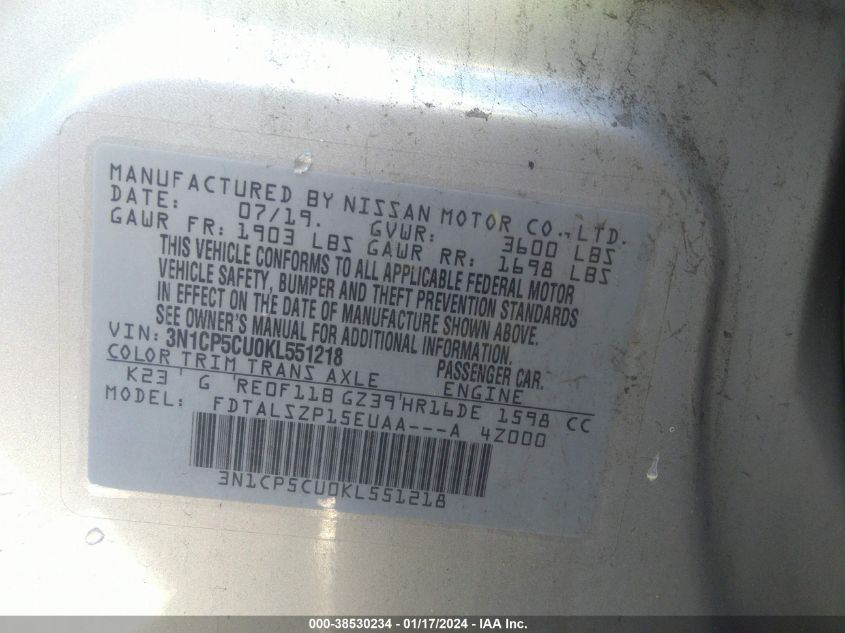 MANUFACTURED BY NISSAN MOTOR CO.,LTD.
DATE: 07/19. GVWR: 3600 LBS
GAWR FR: 1903 LBS GAWR RR: 1698 LBS
THIS VEHICLE CONFORMS TO ALL APPLICABLE FEDERAL MOTOR
VEHICLE SAFETY, BUMPER AND THEFT PREVENTION STANDARDS
IN EFFECT ON THE DATE OF MANUFACTURE SHOWN ABOVE.
SEE OWNER'S MANUAL FOR ADDITIONAL INFORMATION.
VIN: 3N1CP5CU0KL551218 PASSENGER CAR.
COLOR TRIM TRANS AXLE ENGINE
K23 ' G 'RE0F11B GZ39'HR16DE 1598 CC
MODEL: FDTALSZP15EUAA---A 4Z000
3N1CP5CU0KL551218
000-38530234 - 01/17/2024 - IAA Inc.